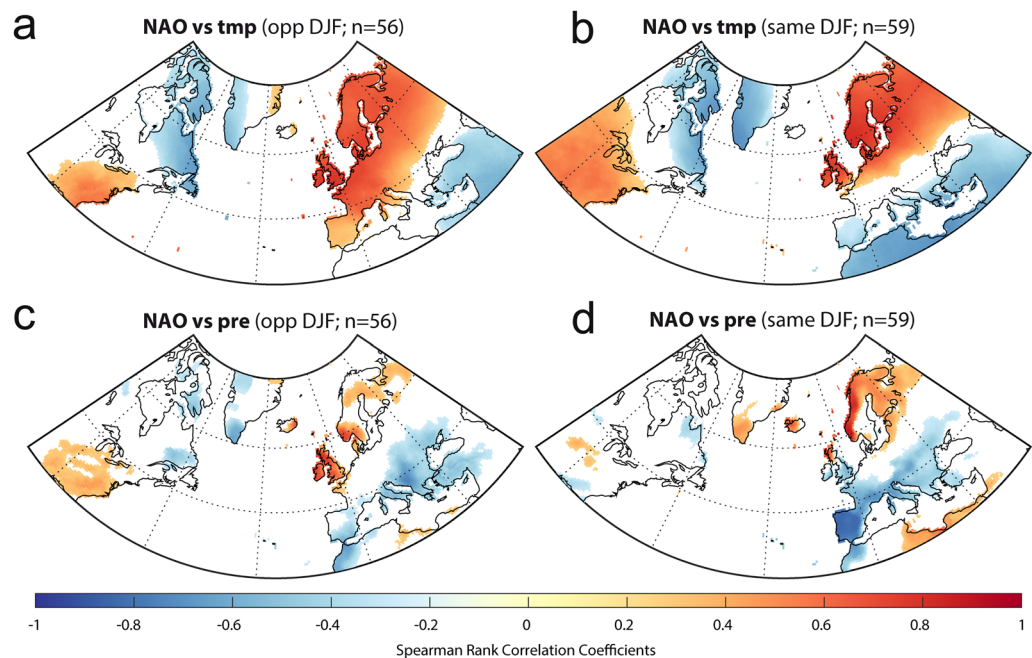 a
NAO vs tmp (opp DJF; n=56)
b
NAO vs tmp (same DJF; n=59)
c
NAO vs pre (opp DJF; n=56)
d
NAO vs pre (same DJF; n=59)
-1 -0.8 -0.6 -0.4 -0.2 0 0.2 0.4 0.6 0.8 1
Spearman Rank Correlation Coefficients